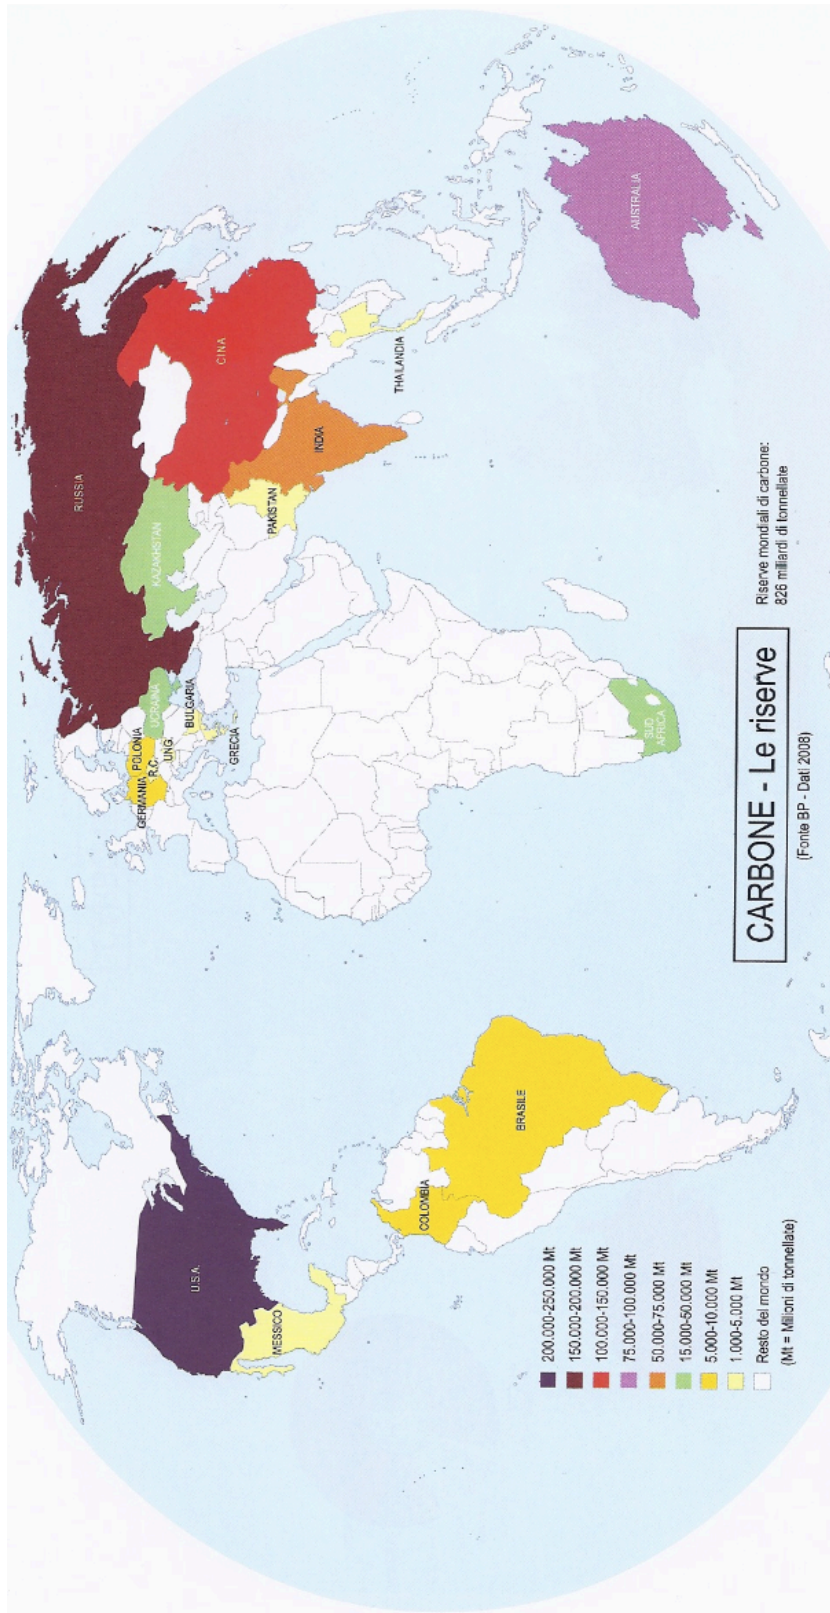 RUSSIA
KAZAKHSTAN
UCRAINA
CINA
INDIA
PAKISTAN
THAILANDIA
AUSTRALIA
POLONIA
GERMANIA
R.C.
UNG.
BULGARIA
GRECIA
SUD
AFRICA
U.S.A.
MESSICO
COLOMBIA
BRASILE
200.000-250.000 Mt
150.000-200.000 Mt
100.000-150.000 Mt
75.000-100.000 Mt
50.000-75.000 Mt
15.000-50.000 Mt
5.000-10.000 Mt
1.000-5.000 Mt
Resto del mondo
(Mt = Milioni di tonnellate)
CARBONE - Le riserve
(Fonte BP - Dati 2008)
Riserve mondiali di carbone:
826 miliardi di tonnellate